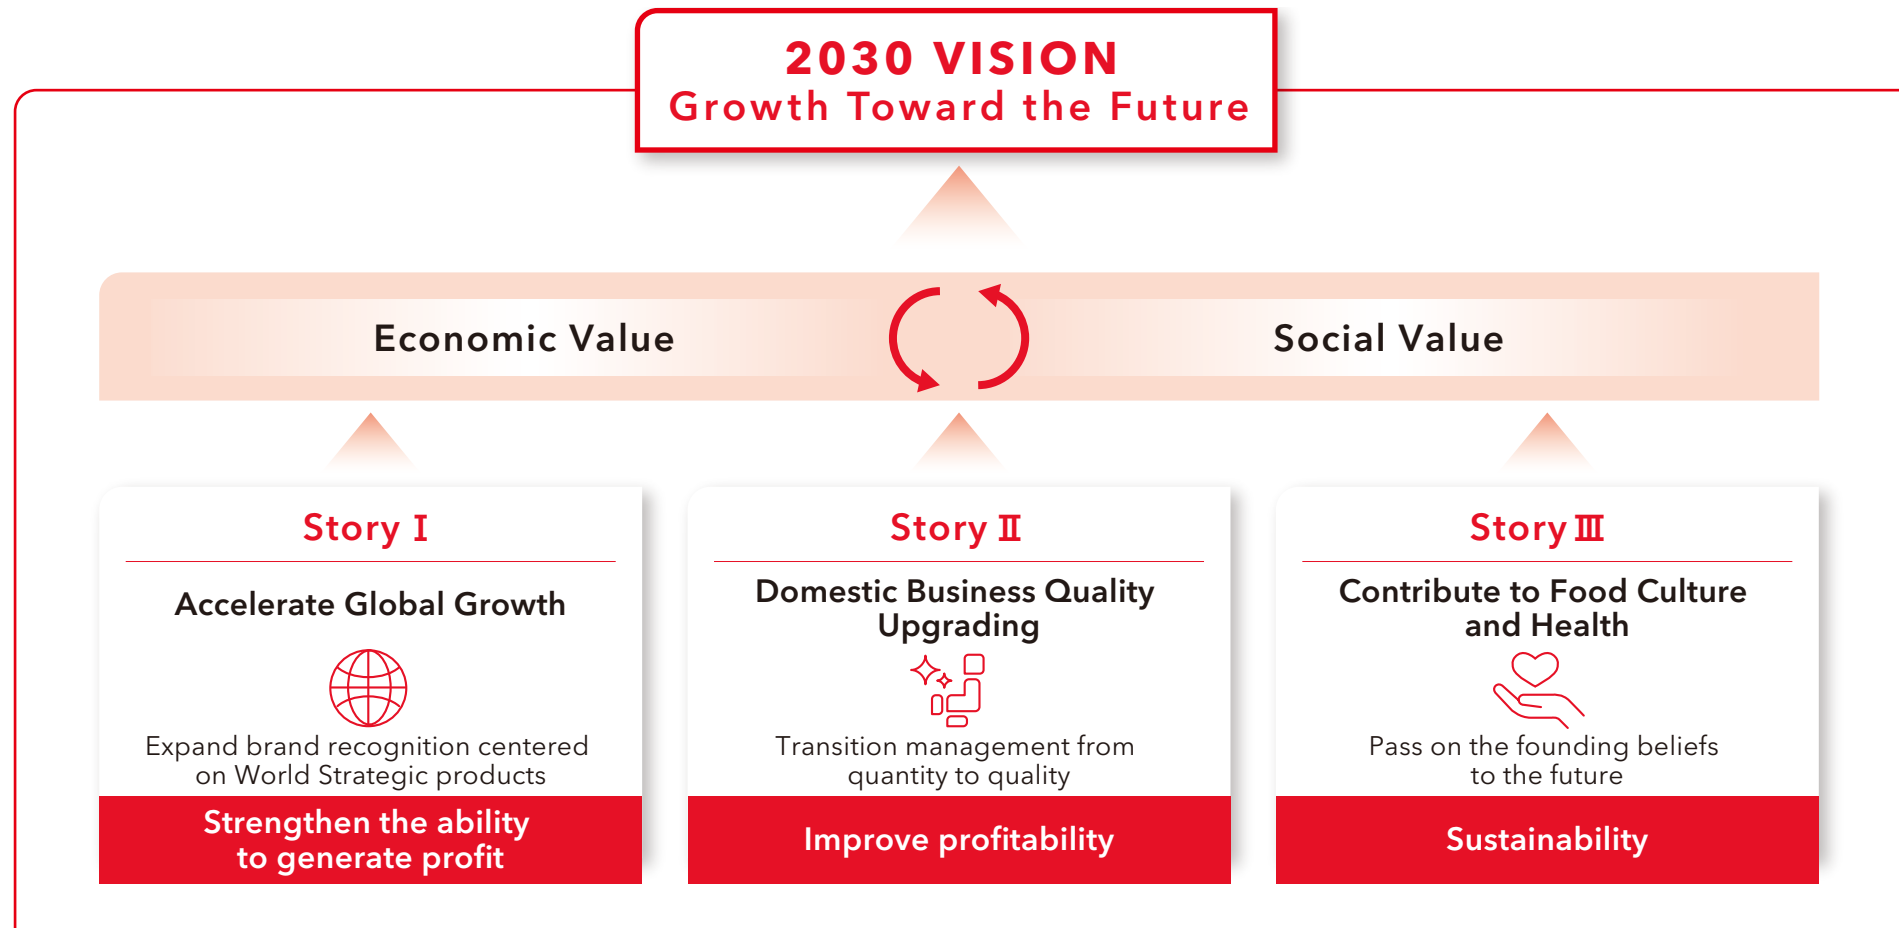 2030 VISION
Growth Toward the Future
Economic Value
Social Value
Story Ⅰ
Accelerate Global Growth
Expand brand recognition centered
on World Strategic products
Strengthen the ability
to generate profit
Story Ⅱ
Domestic Business Quality
Upgrading
Transition management from
quantity to quality
Improve profitability
Story Ⅲ
Contribute to Food Culture
and Health
Pass on the founding beliefs
to the future
Sustainability